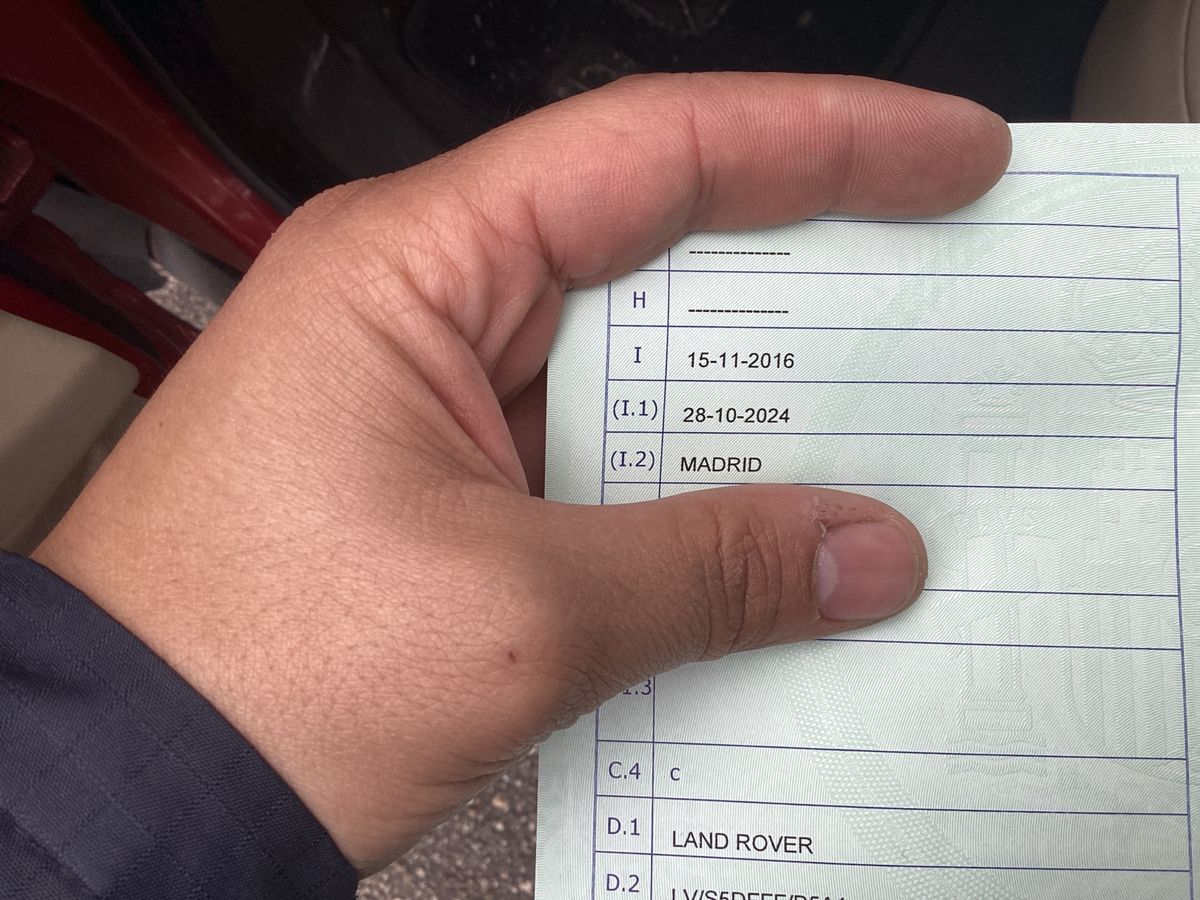 --------------
H --------------
I 15-11-2016
(I.1) 28-10-2024
(I.2) MADRID
C.4 c
D.1 LAND ROVER
D.2